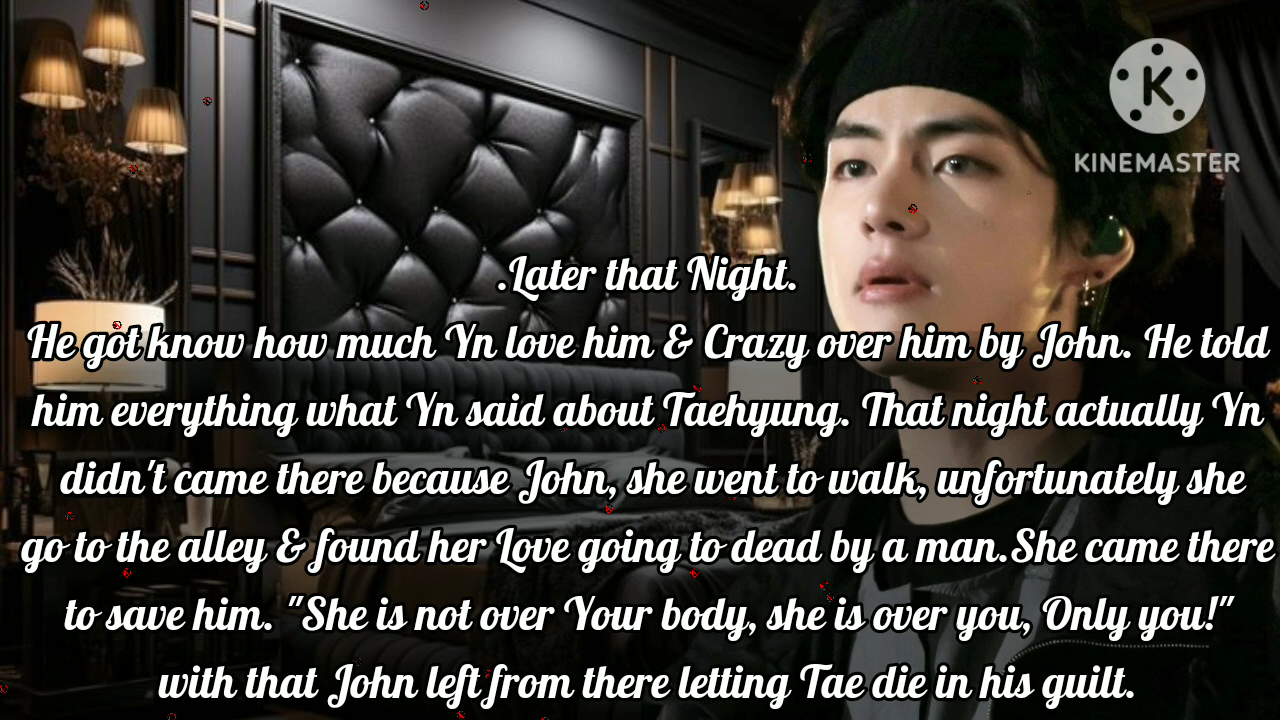 K
KINEMASTER
.Later that Night.
He got know how much Yn love him & Crazy over him by John. He told
him everything what Yn said about Taehyung. That night actually Yn
didn't came there because John, she went to walk, unfortunately she
go to the alley & found her Love going to dead by a man.She came there
to save him. "She is not over Your body, she is over you, Only you!"
with that John left from there letting Tae die in his guilt.